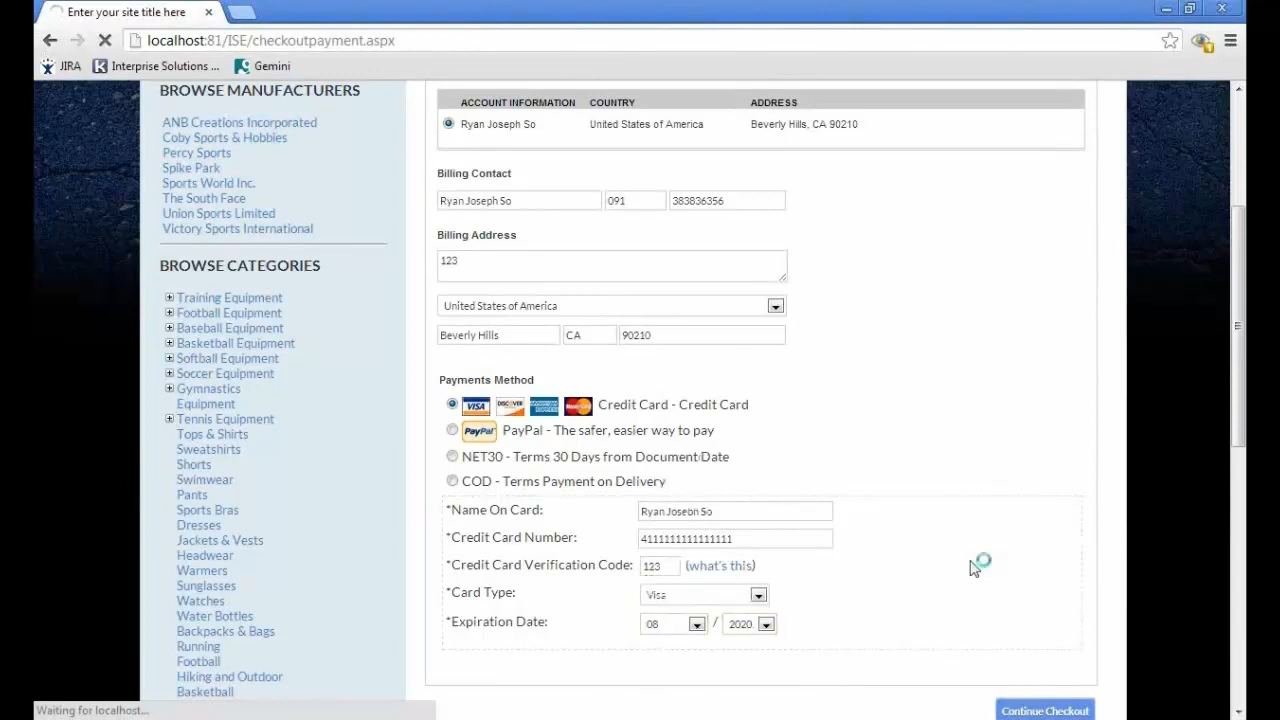 Enter your site title here
localhost:81/ISE/checkoutpayment.aspx
JIRA
Interprise Solutions ...
Gemini
BROWSE MANUFACTURERS
ANB Creations Incorporated
Coby Sports & Hobbies
Percy Sports
Spike Park
Sports World Inc.
The South Face
Union Sports Limited
Victory Sports International
BROWSE CATEGORIES
Training Equipment
Football Equipment
Baseball Equipment
Basketball Equipment
Softball Equipment
Soccer Equipment
Gymnastics
Equipment
Tennis Equipment
Tops & Shirts
Sweatshirts
Shorts
Swimwear
Pants
Sports Bras
Dresses
Jackets & Vests
Headwear
Warmers
Sunglasses
Watches
Water Bottles
Backpacks & Bags
Running
Football
Hiking and Outdoor
Basketball
ACCOUNT INFORMATION COUNTRY ADDRESS
Ryan Joseph So United States of America Beverly Hills, CA 90210
Billing Contact
Ryan Joseph So 091 383836356
Billing Address
123
United States of America
Beverly Hills CA 90210
Payments Method
VISA DISCOVER MasterCard Credit Card - Credit Card
PayPal PayPal - The safer, easier way to pay
NET30 - Terms 30 Days from Document Date
COD - Terms Payment on Delivery
*Name On Card: Ryan Joseph So
*Credit Card Number: 4111111111111111
*Credit Card Verification Code: 123 (what's this)
*Card Type: Visa
*Expiration Date: 08 / 2020
Continue Checkout
Waiting for localhost...